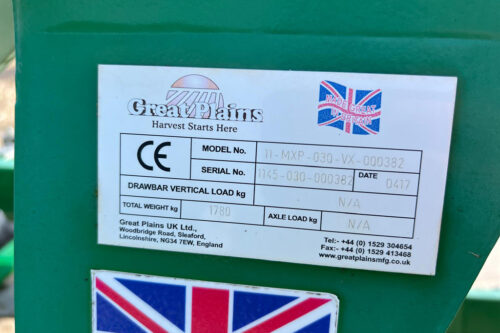 Great Plains
Harvest Starts Here
MADE GREAT
IN BRITAIN
CE
MODEL No. 11-MXP-030-VX-000382
SERIAL No. 1145-030-000382 DATE 0417
DRAWBAR VERTICAL LOAD kg N/A
TOTAL WEIGHT kg 1780 AXLE LOAD kg N/A
Great Plains UK Ltd.,
Woodbridge Road, Sleaford,
Lincolnshire, NG34 7EW, England
Tel:- +44 (0) 1529 304654
Fax:- +44 (0) 1529 413468
www.greatplainsmfg.co.uk